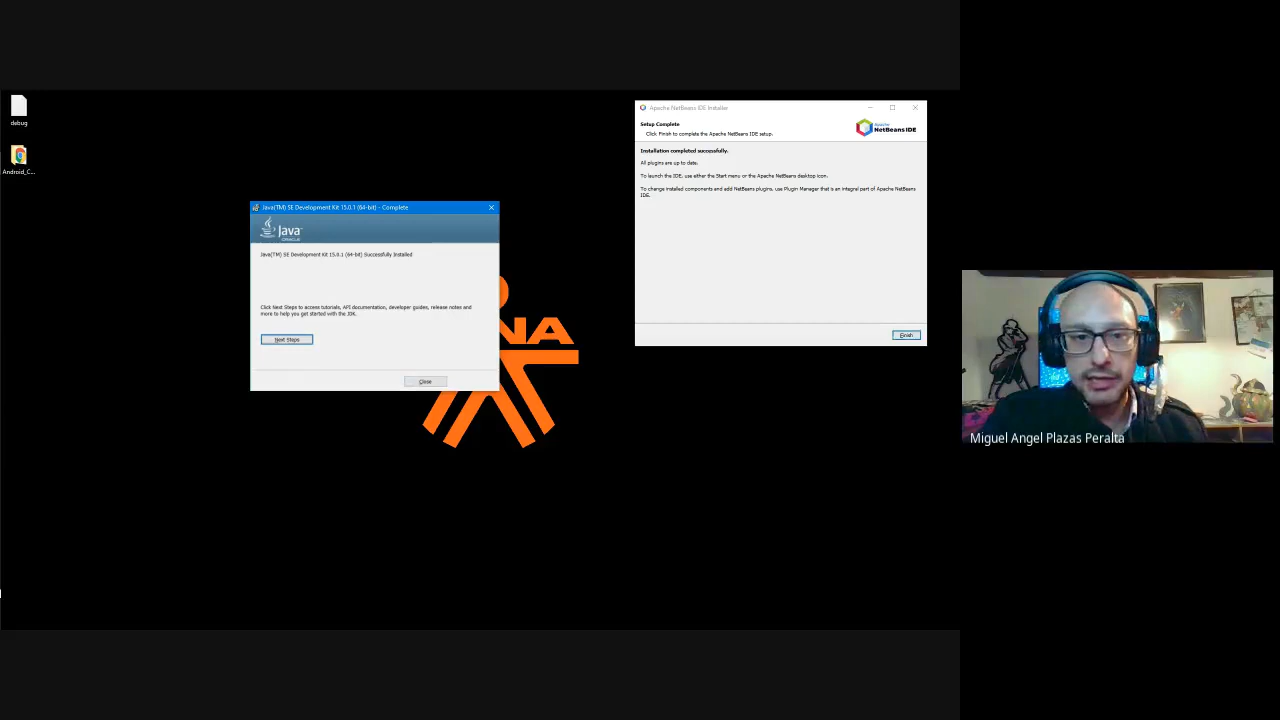 debug
Android_C...
Java(TM) SE Development Kit 15.0.1 (64-bit) - Complete
Java
ORACLE
Java(TM) SE Development Kit 15.0.1 (64-bit) Successfully Installed
Click Next Steps to access tutorials, API documentation, developer guides, release notes and
more to help you get started with the JDK.
Next Steps
Close
NA
Apache NetBeans IDE Installer
Setup Complete
Click Finish to complete the Apache NetBeans IDE setup.
Apache
NetBeans IDE
Installation completed successfully.
All plugins are up to date.
To launch the IDE, use either the Start menu or the Apache NetBeans desktop icon.
To change installed components and add NetBeans plugins, use Plugin Manager that is an integral part of Apache NetBeans
IDE.
Finish
Miguel Angel Plazas Peralta